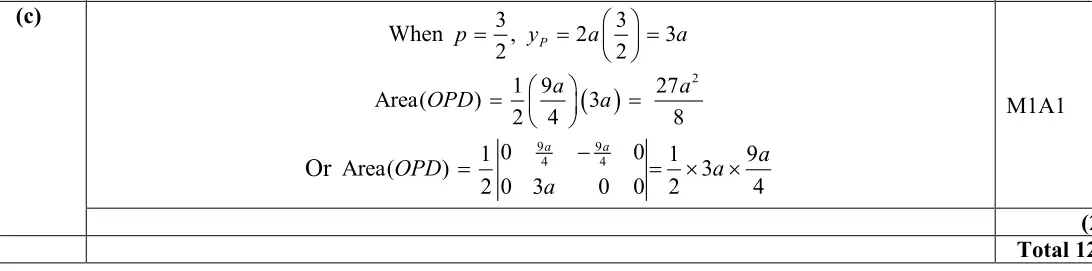 (c)
When p = 3/2, y_P = 2a(3/2) = 3a
Area(OPD) = 1/2 (9a/4)(3a) = 27a²/8
M1A1
Or Area(OPD) = 1/2 |0 9a/4 −9a/4 0; 0 3a 0 0| = 1/2 × 3a × 9a/4
Total 12